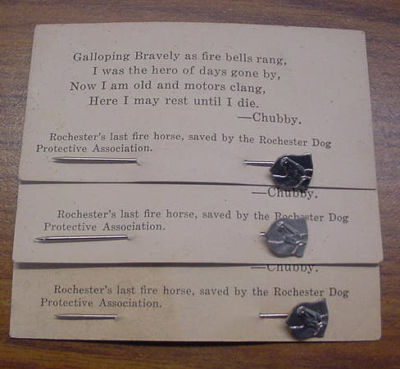 Galloping Bravely as fire bells rang,
I was the hero of days gone by,
Now I am old and motors clang,
Here I may rest until I die.
—Chubby.
Rochester's last fire horse, saved by the Rochester Dog
Protective Association.
—Chubby.
Rochester's last fire horse, saved by the Rochester Dog
Protective Association.
—Chubby.
Rochester's last fire horse, saved by the Rochester Dog
Protective Association.